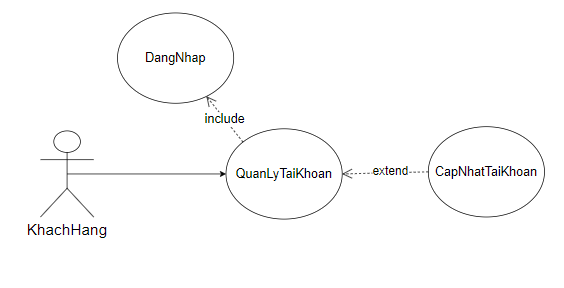 DangNhap
include
QuanLyTaiKhoan
extend
CapNhatTaiKhoan
KhachHang